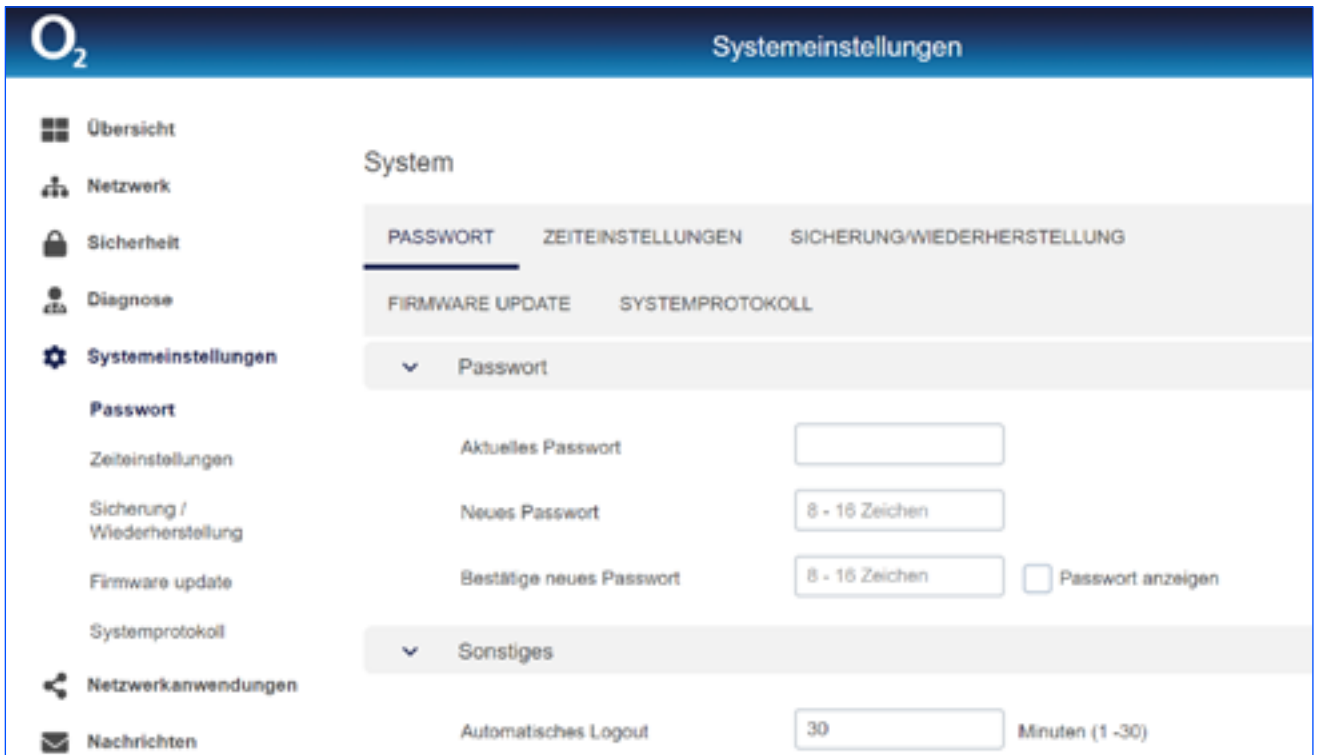 O2
Systemeinstellungen
Übersicht
Netzwerk
Sicherheit
Diagnose
Systemeinstellungen
Passwort
Zeiteinstellungen
Sicherung /
Wiederherstellung
Firmware update
Systemprotokoll
Netzwerkanwendungen
Nachrichten
System
PASSWORT ZEITEINSTELLUNGEN SICHERUNG/WIEDERHERSTELLUNG
FIRMWARE UPDATE SYSTEMPROTOKOLL
Passwort
Aktuelles Passwort
Neues Passwort 8 - 16 Zeichen
Bestätige neues Passwort 8 - 16 Zeichen Passwort anzeigen
Sonstiges
Automatisches Logout 30 Minuten (1 -30)